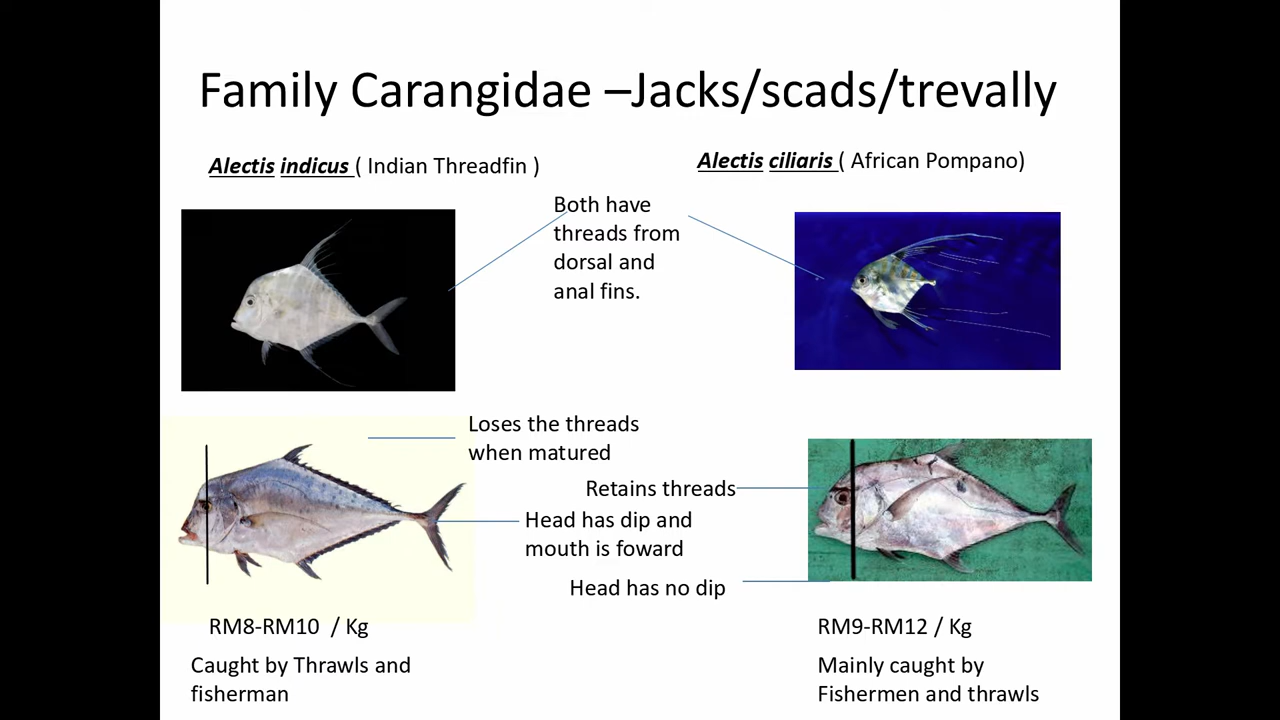 Family Carangidae –Jacks/scads/trevally
Alectis indicus ( Indian Threadfin )
Alectis ciliaris ( African Pompano)
Both have
threads from
dorsal and
anal fins.
Loses the threads
when matured
Retains threads
Head has dip and
mouth is foward
Head has no dip
RM8-RM10 / Kg
RM9-RM12 / Kg
Caught by Thrawls and
fisherman
Mainly caught by
Fishermen and thrawls